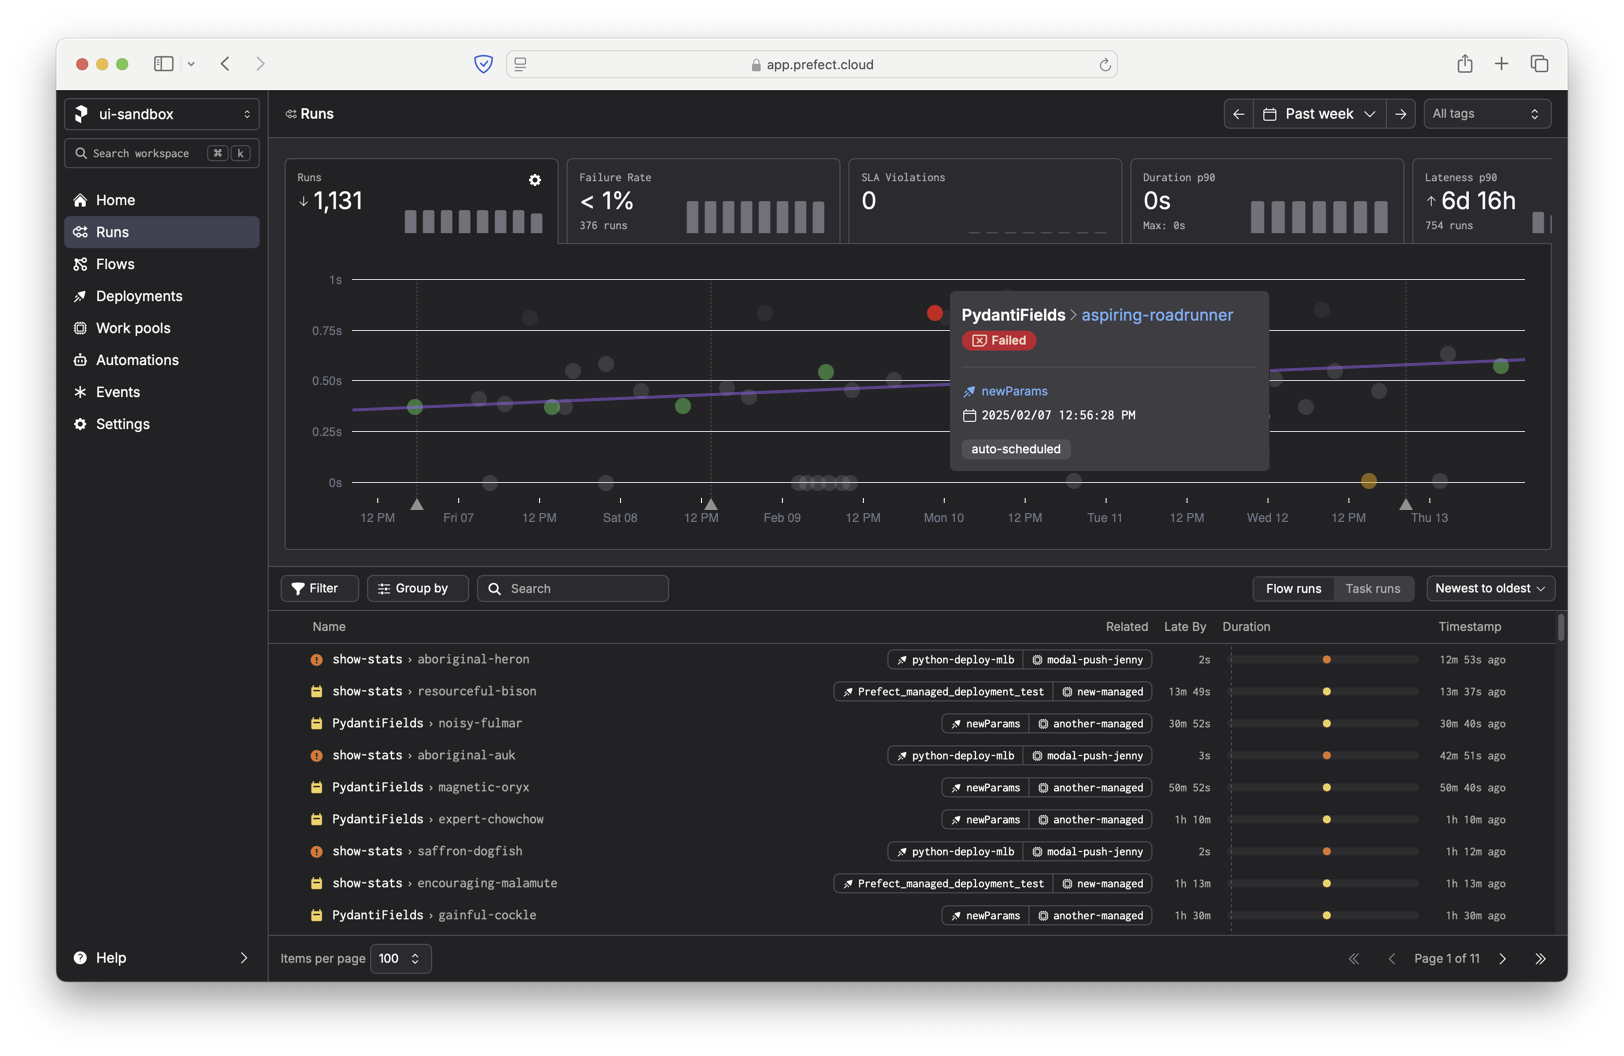 app.prefect.cloud
ui-sandbox
Search workspace ⌘ k
Home
Runs
Flows
Deployments
Work pools
Automations
Events
Settings
Help
Runs
Past week
All tags
Runs
1,131
Failure Rate
< 1%
376 runs
SLA Violations
0
Duration p90
0s
Max: 0s
Lateness p90
6d 16h
754 runs
1s
0.75s
0.50s
0.25s
0s
12 PM Fri 07 12 PM Sat 08 12 PM Feb 09 12 PM Mon 10 12 PM Tue 11 12 PM Wed 12 12 PM Thu 13
PydantiFields > aspiring-roadrunner
Failed
newParams
2025/02/07 12:56:28 PM
auto-scheduled
Filter Group by Search Flow runs Task runs Newest to oldest
Name Related Late By Duration Timestamp
show-stats › aboriginal-heron python-deploy-mlb modal-push-jenny 2s 12m 53s ago
show-stats › resourceful-bison Prefect_managed_deployment_test new-managed 13m 49s 13m 37s ago
PydantiFields › noisy-fulmar newParams another-managed 30m 52s 30m 40s ago
show-stats › aboriginal-auk python-deploy-mlb modal-push-jenny 3s 42m 51s ago
PydantiFields › magnetic-oryx newParams another-managed 50m 52s 50m 40s ago
PydantiFields › expert-chowchow newParams another-managed 1h 10m 1h 10m ago
show-stats › saffron-dogfish python-deploy-mlb modal-push-jenny 2s 1h 12m ago
show-stats › encouraging-malamute Prefect_managed_deployment_test new-managed 1h 13m 1h 13m ago
PydantiFields › gainful-cockle newParams another-managed 1h 30m 1h 30m ago
Items per page 100 Page 1 of 11